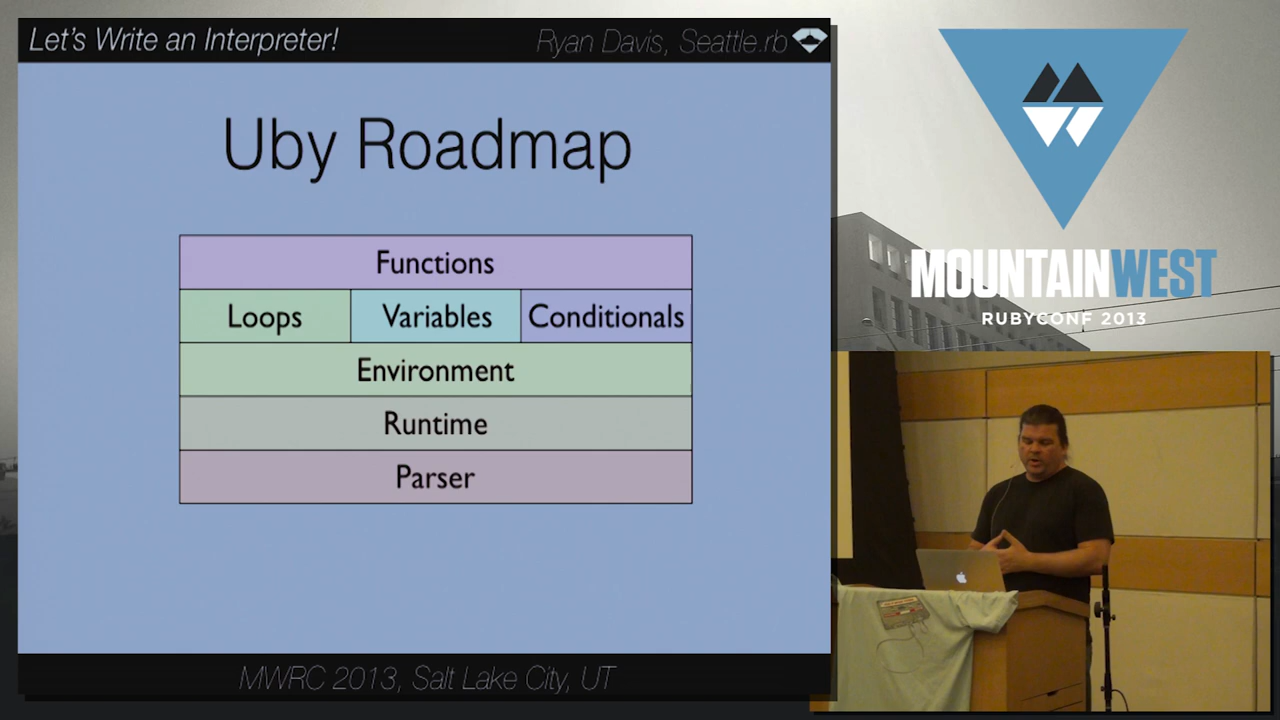 Let's Write an Interpreter!
Ryan Davis, Seattle.rb
Uby Roadmap
Functions
Loops
Variables
Conditionals
Environment
Runtime
Parser
MWRC 2013, Salt Lake City, UT
MOUNTAINWEST
RUBYCONF 2013